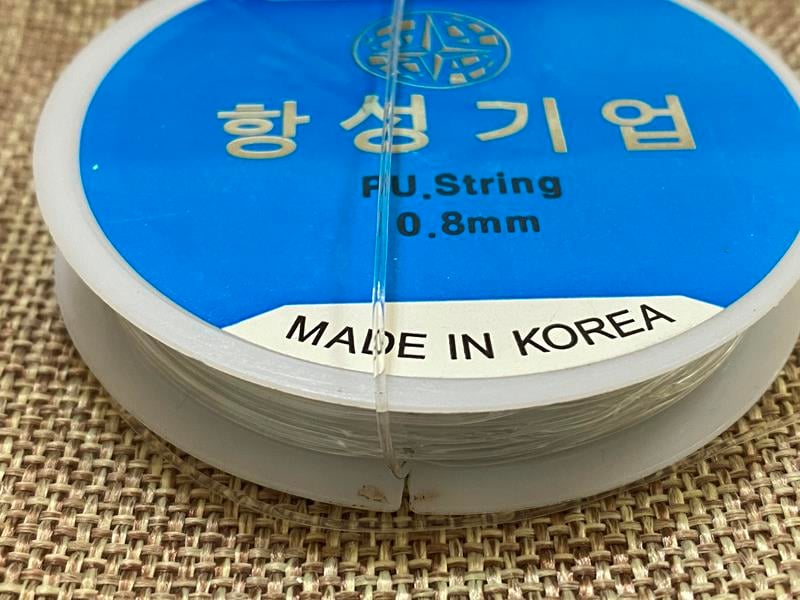 항성기업
PU.String
0.8mm
MADE IN KOREA